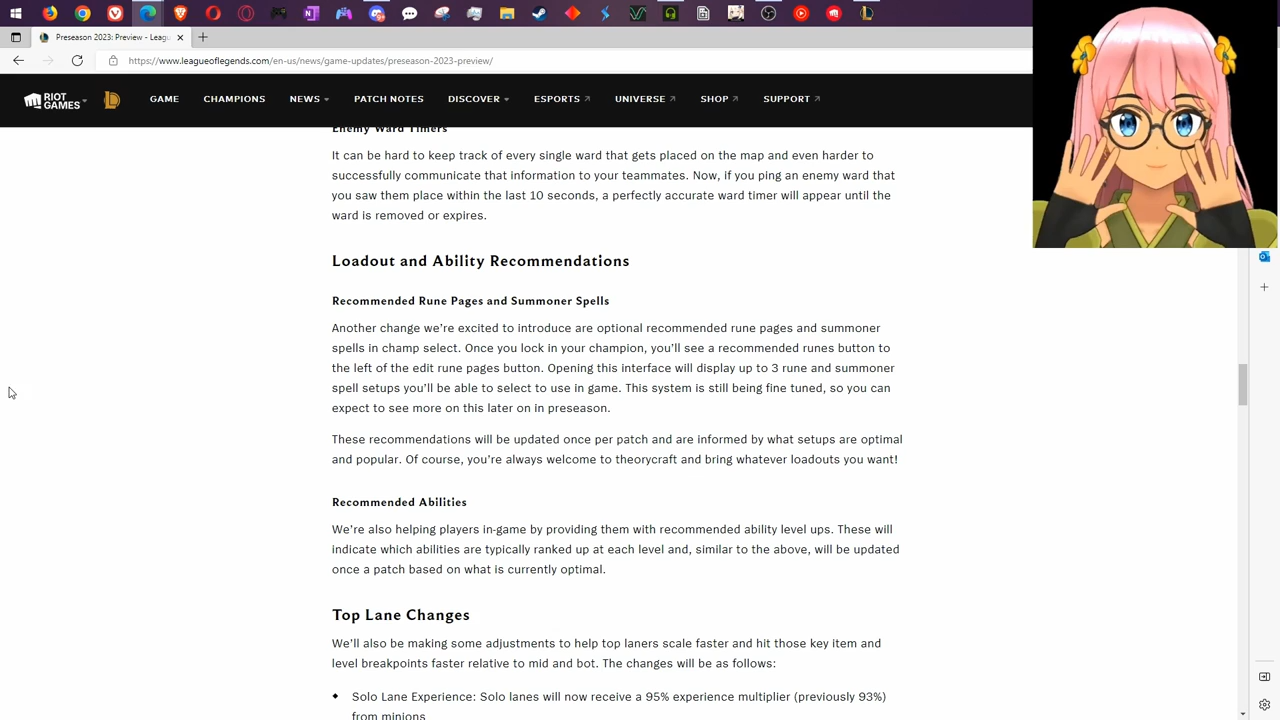 Preseason 2023: Preview - Leagu
https://www.leagueoflegends.com/en-us/news/game-updates/preseason-2023-preview/
RIOT GAMES
GAME CHAMPIONS NEWS PATCH NOTES DISCOVER ESPORTS UNIVERSE SHOP SUPPORT
Enemy Ward Timers
It can be hard to keep track of every single ward that gets placed on the map and even harder to
successfully communicate that information to your teammates. Now, if you ping an enemy ward that
you saw them place within the last 10 seconds, a perfectly accurate ward timer will appear until the
ward is removed or expires.
Loadout and Ability Recommendations
Recommended Rune Pages and Summoner Spells
Another change we're excited to introduce are optional recommended rune pages and summoner
spells in champ select. Once you lock in your champion, you'll see a recommended runes button to
the left of the edit rune pages button. Opening this interface will display up to 3 rune and summoner
spell setups you'll be able to select to use in game. This system is still being fine tuned, so you can
expect to see more on this later on in preseason.
These recommendations will be updated once per patch and are informed by what setups are optimal
and popular. Of course, you're always welcome to theorycraft and bring whatever loadouts you want!
Recommended Abilities
We're also helping players in-game by providing them with recommended ability level ups. These will
indicate which abilities are typically ranked up at each level and, similar to the above, will be updated
once a patch based on what is currently optimal.
Top Lane Changes
We'll also be making some adjustments to help top laners scale faster and hit those key item and
level breakpoints faster relative to mid and bot. The changes will be as follows:
Solo Lane Experience: Solo lanes will now receive a 95% experience multiplier (previously 93%)
from minions